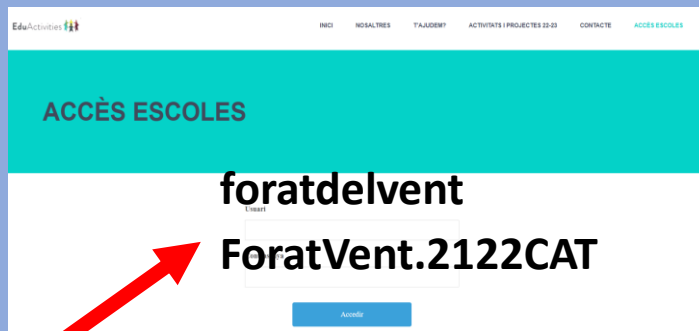 EduActivities
INICI NOSALTRES T'AJUDEM? ACTIVITATS I PROJECTES 22-23 CONTACTE ACCÉS ESCOLES
ACCÈS ESCOLES
foratdelvent
Usuari
ForatVent.2122CAT
Accedir